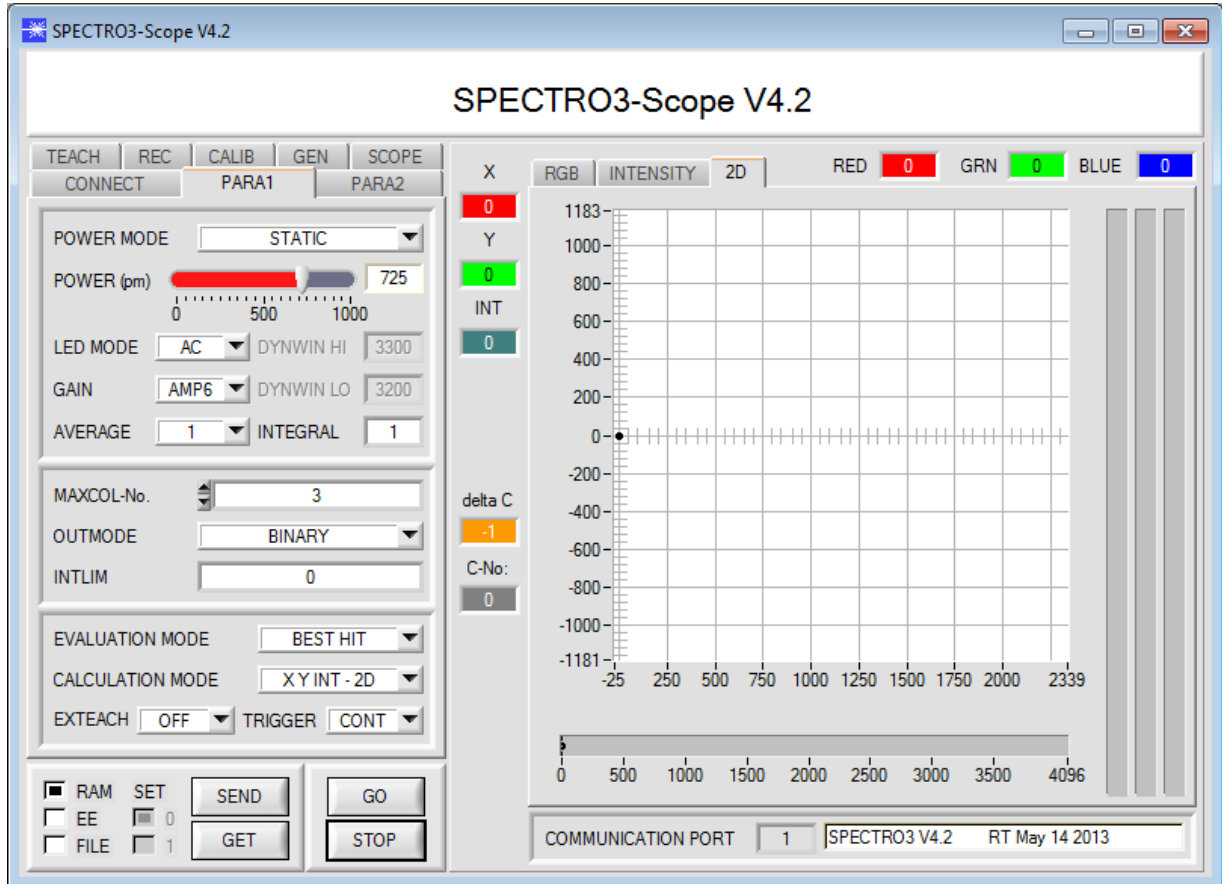 SPECTRO3-Scope V4.2
SPECTRO3-Scope V4.2
TEACH REC CALIB GEN SCOPE
CONNECT PARA1 PARA2
POWER MODE STATIC
POWER (pm) 725
0 500 1000
LED MODE AC DYNWIN HI 3300
GAIN AMP6 DYNWIN LO 3200
AVERAGE 1 INTEGRAL 1
MAXCOL-No. 3
OUTMODE BINARY
INTLIM 0
EVALUATION MODE BEST HIT
CALCULATION MODE X Y INT - 2D
EXTEACH OFF TRIGGER CONT
RAM SET
EE 0
FILE 1
SEND
GET
GO
STOP
X
0
Y
0
INT
0
delta C
-1
C-No:
0
RGB INTENSITY 2D
RED 0 GRN 0 BLUE 0
1183
1000
800
600
400
200
0
-200
-400
-600
-800
-1000
-1181
-25 250 500 750 1000 1250 1500 1750 2000 2339
0 500 1000 1500 2000 2500 3000 3500 4096
COMMUNICATION PORT 1 SPECTRO3 V4.2 RT May 14 2013